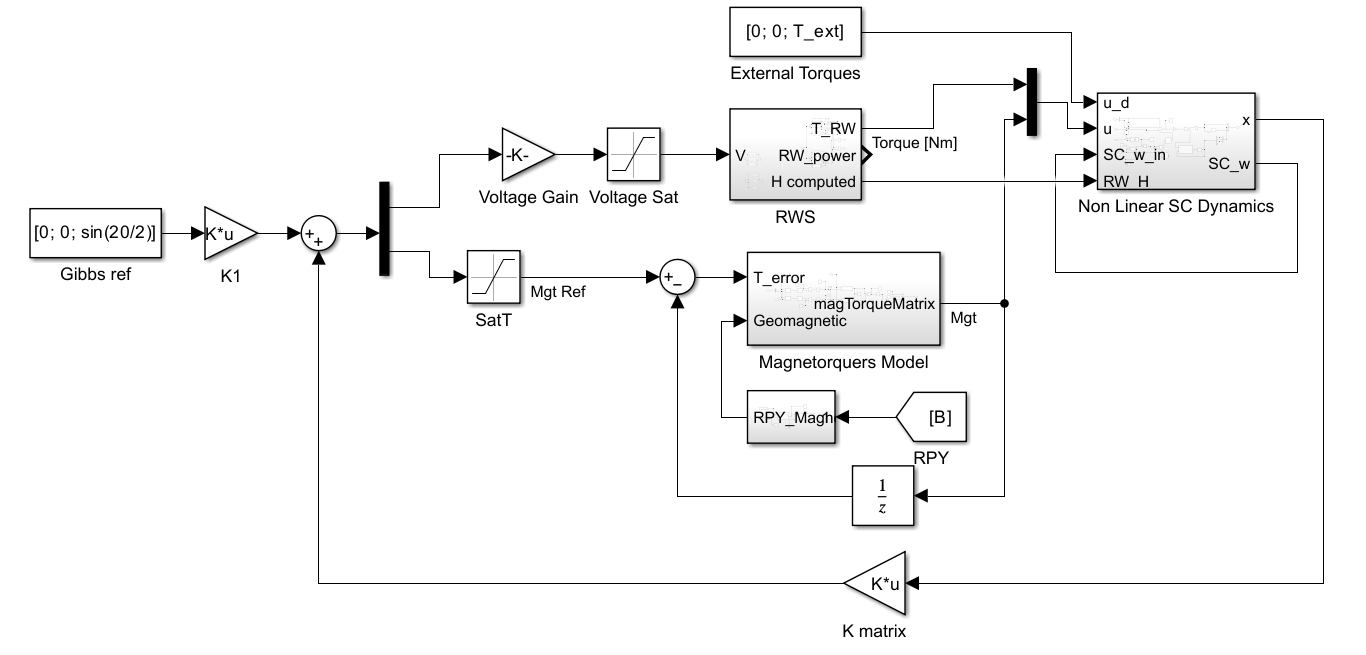 [0; 0; T_ext]
External Torques
u_d
u
SC_w_in
RW_H
x
SC_w
Non Linear SC Dynamics
T_RW
V
RW_power
H computed
RWS
Torque [Nm]
-K-
Voltage Gain
Voltage Sat
[0; 0; sin(20/2)]
Gibbs ref
K*u
K1
+
+
SatT
Mgt Ref
+
−
T_error
magTorqueMatrix
Geomagnetic
Magnetorquers Model
Mgt
RPY_Magh
[B]
RPY
1
z
K*u
K matrix